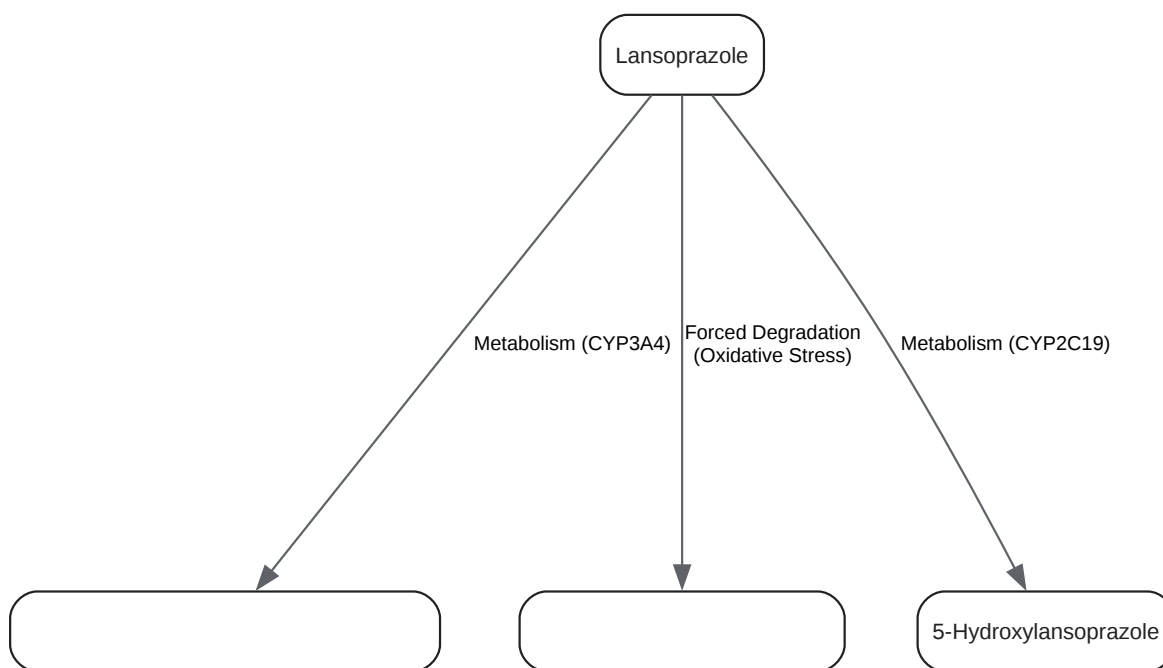 Lansoprazole
Metabolism (CYP3A4)
Forced Degradation
(Oxidative Stress)
Metabolism (CYP2C19)
5-Hydroxylansoprazole